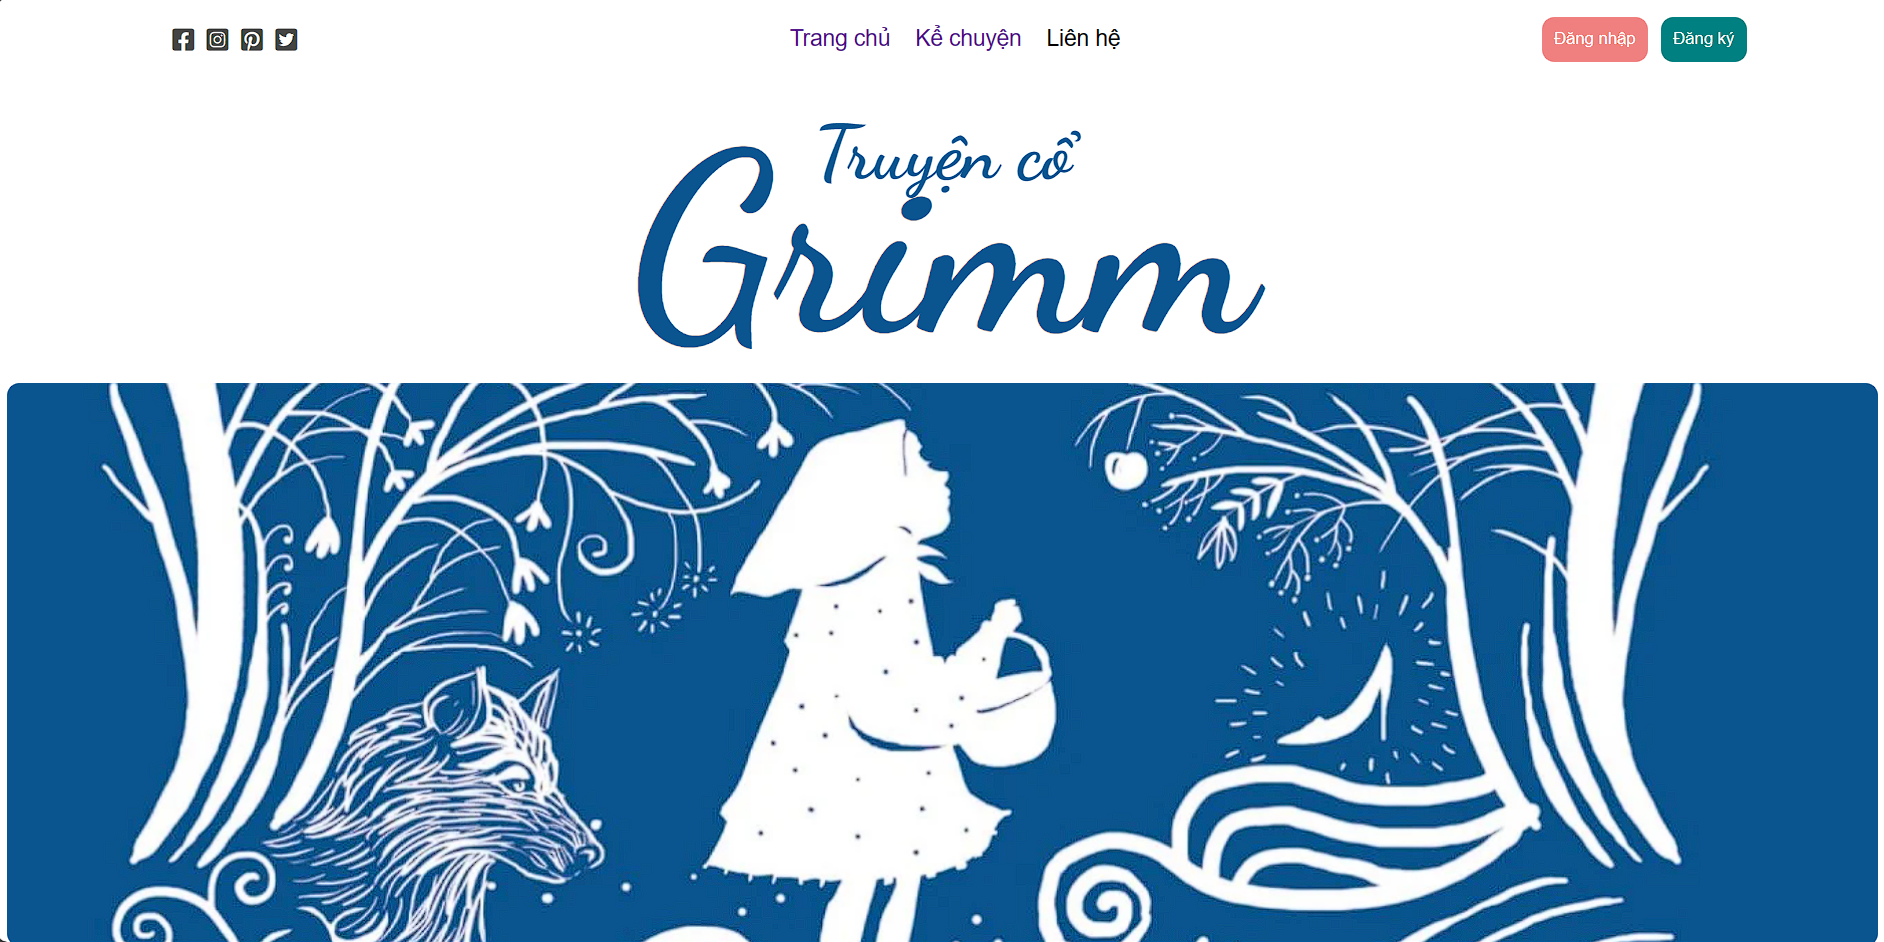 Trang chủ Kể chuyện Liên hệ Đăng nhập Đăng ký
Truyện cổ
Grimm